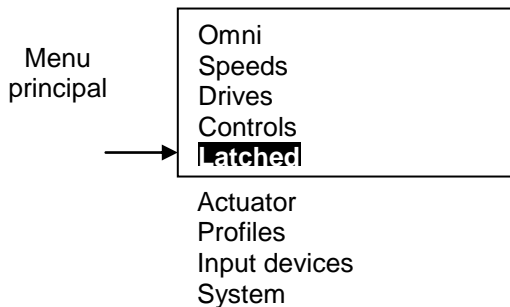 Menu
principal
Omni
Speeds
Drives
Controls
Latched
Actuator
Profiles
Input devices
System